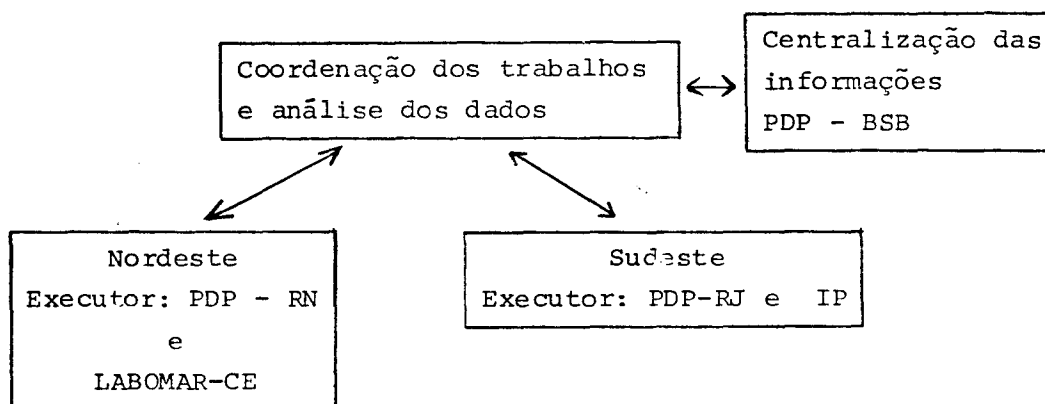 Centralização das
informações
PDP - BSB
Coordenação dos trabalhos
e análise dos dados
Nordeste
Executor: PDP - RN
e
LABOMAR-CE
Sudeste
Executor: PDP-RJ e IP